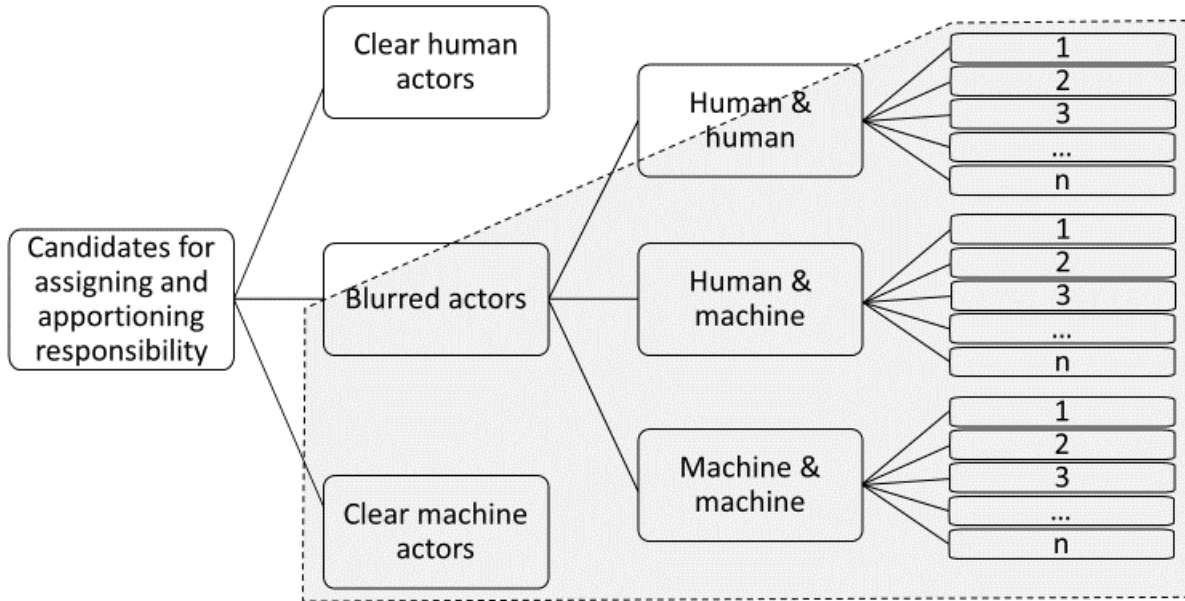 Clear human
actors
Human &
human
1
2
3
...
n
Candidates for
assigning and
apportioning
responsibility
Blurred actors
Human &
machine
1
2
3
...
n
Clear machine
actors
Machine &
machine
1
2
3
...
n